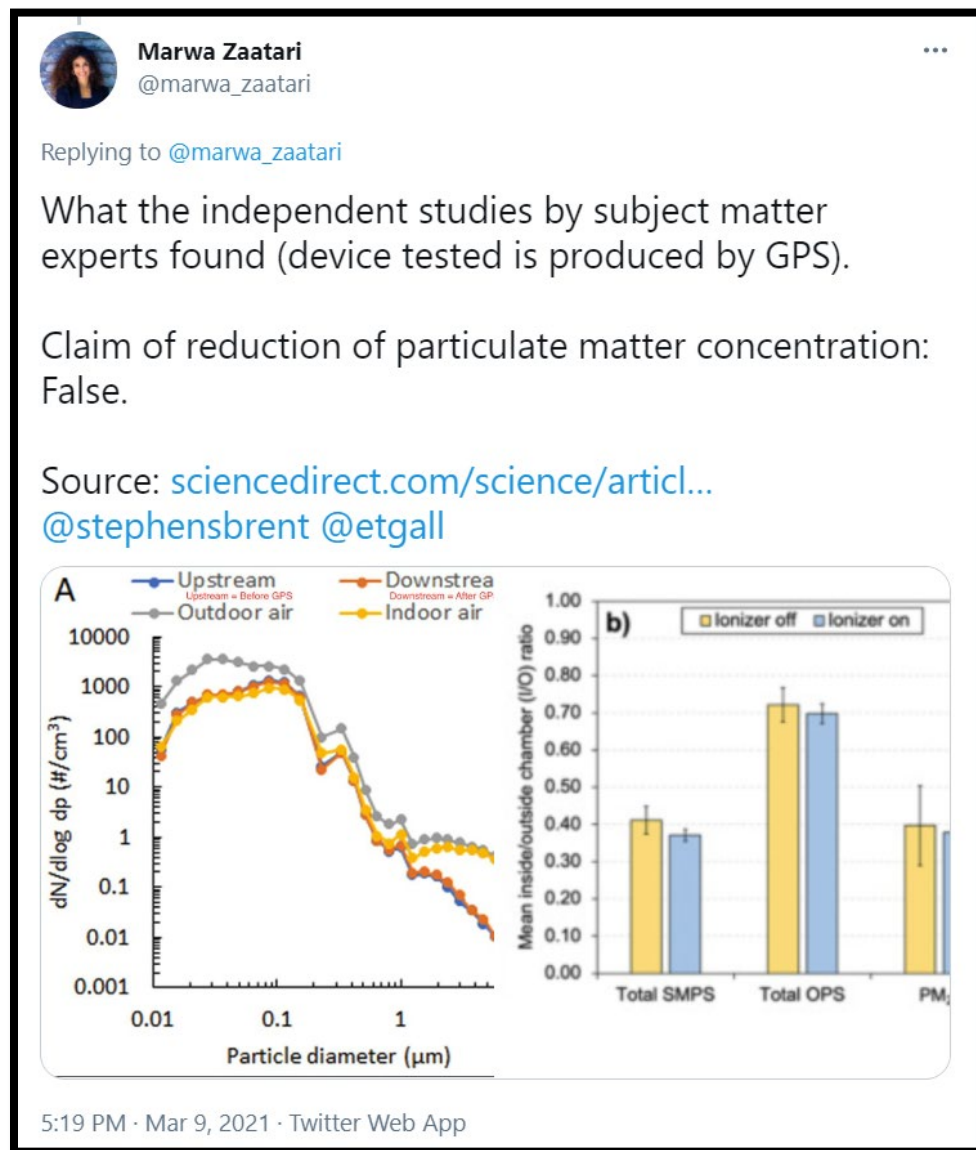 Marwa Zaatari
@marwa_zaatari
...
Replying to @marwa_zaatari
What the independent studies by subject matter
experts found (device tested is produced by GPS).
Claim of reduction of particulate matter concentration:
False.
Source: sciencedirect.com/science/articl...
@stephensbrent @etgall
A
Upstream
Upstream = Before GPS
Downstrea
Downstream = After GP
Outdoor air
Indoor air
10000
1000
100
10
1
0.1
0.01
0.001
dN/dlog dp (#/cm³)
0.01 0.1 1
Particle diameter (µm)
b)
Ionizer off Ionizer on
1.00
0.90
0.80
0.70
0.60
0.50
0.40
0.30
0.20
0.10
0.00
Mean inside/outside chamber (I/O) ratio
Total SMPS Total OPS PM₂
5:19 PM · Mar 9, 2021 · Twitter Web App